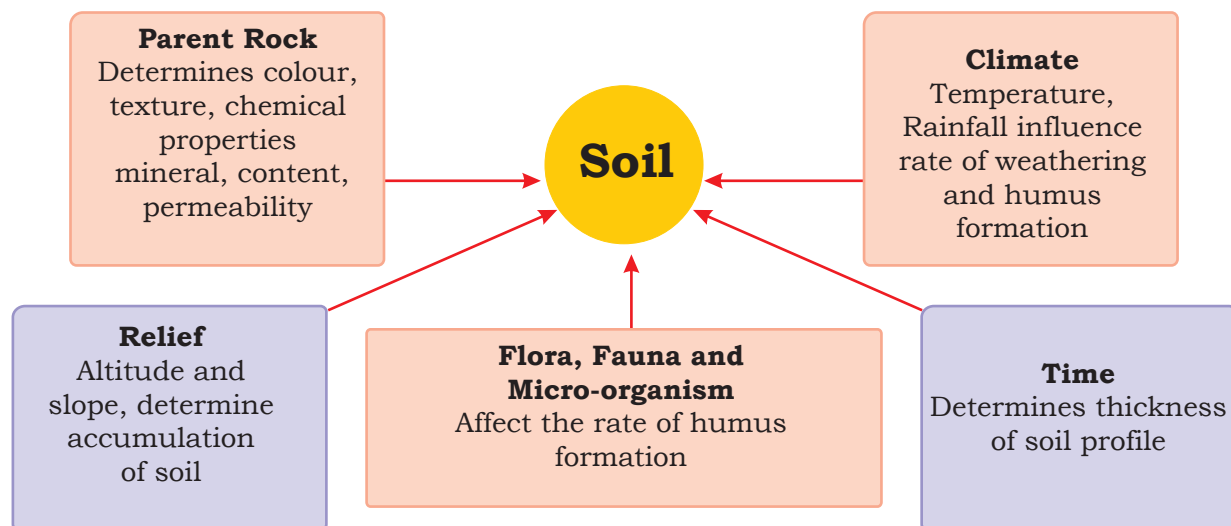 Parent Rock
Determines colour,
texture, chemical
properties
mineral, content,
permeability
Soil
Climate
Temperature,
Rainfall influence
rate of weathering
and humus
formation
Relief
Altitude and
slope, determine
accumulation
of soil
Flora, Fauna and
Micro-organism
Affect the rate of humus
formation
Time
Determines thickness
of soil profile